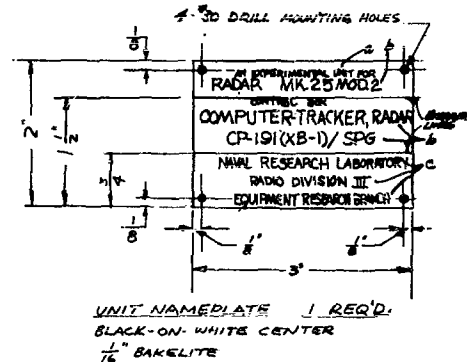 4-#30 DRILL MOUNTING HOLES
1/8
a
b
AN EXPERIMENTAL UNIT FOR
RADAR MK.25 MOD.2
2"
1 1/2"
COMPUTER-TRACKER, RADAR
CP-191(XB-1)/SPG
b
NAVAL RESEARCH LABORATORY
c
3/4
RADIO DIVISION III
EQUIPMENT RESEARCH BRANCH
1/8
1/8"
1/8"
3"
UNIT NAMEPLATE 1 REQ'D.
BLACK-ON-WHITE CENTER
1/16" BAKELITE